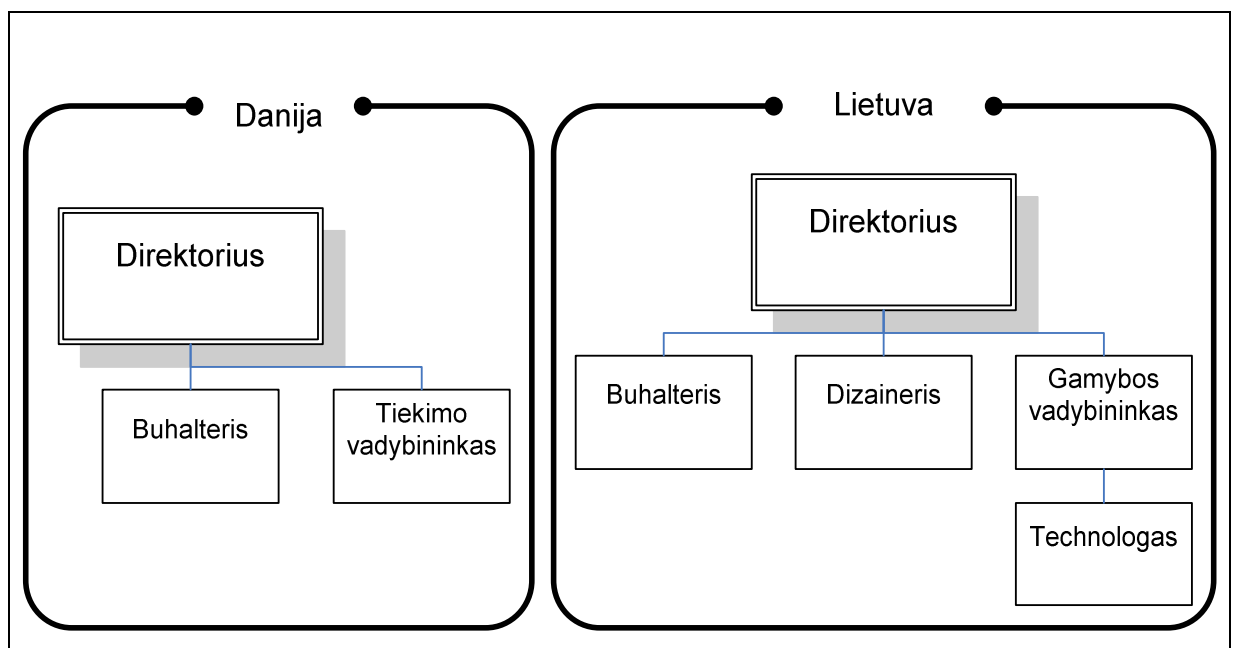 Danija
Direktorius
Buhalteris
Tiekimo
vadybininkas
Lietuva
Direktorius
Buhalteris
Dizaineris
Gamybos
vadybininkas
Technologas